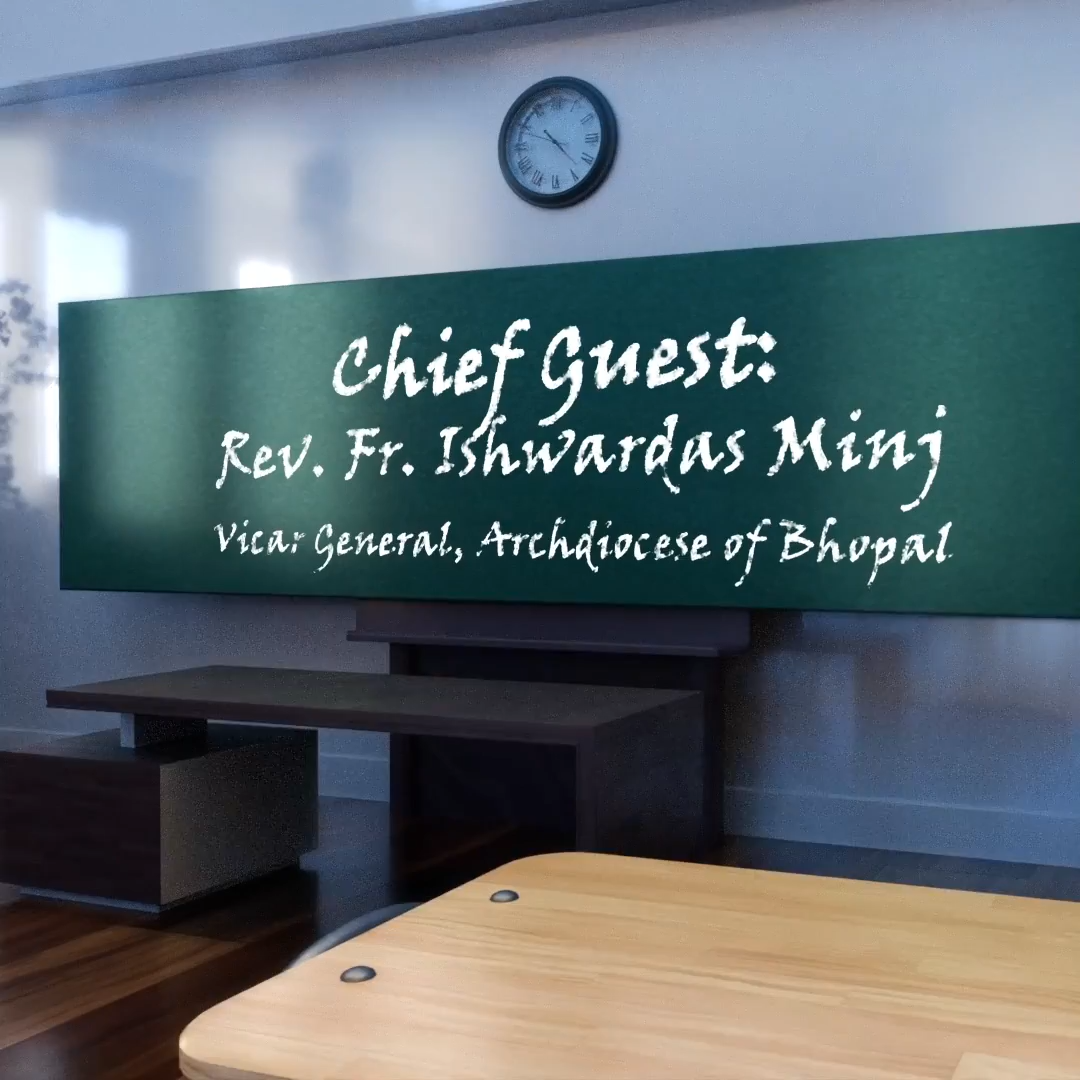 Chief Guest:
Rev. Fr. Ishwardas Minj
Vicar General, Archdiocese of Bhopal